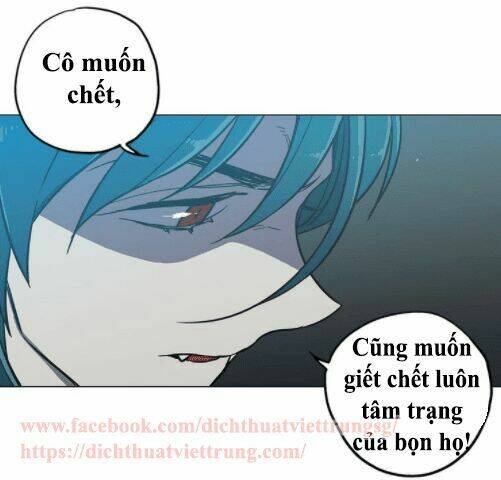 Cô muốn
chết,
Cũng muốn
giết chết luôn
tâm trạng
của bọn họ!
www.facebook.com/dichthuatviettrungsg/
https://dichthuatviettrung.com/